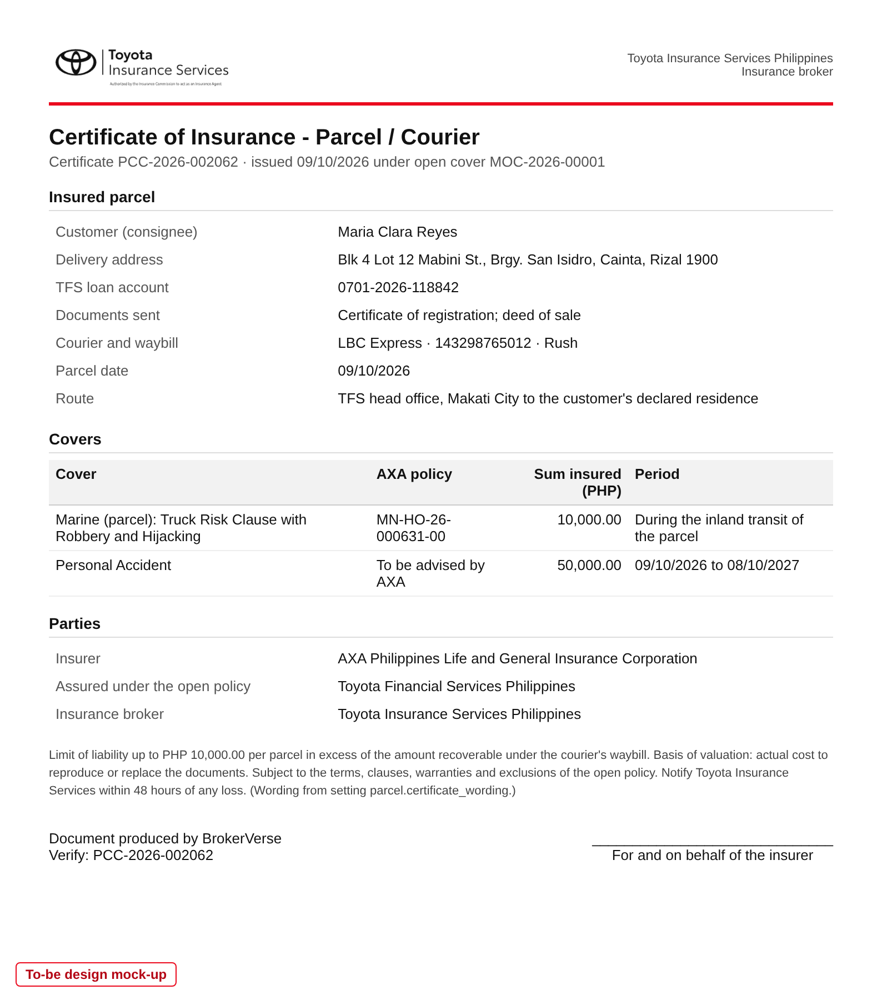 Toyota
Insurance Services
Authorized by the Insurance Commission to act as an Insurance Agent
Toyota Insurance Services Philippines
Insurance broker
Certificate of Insurance - Parcel / Courier
Certificate PCC-2026-002062 · issued 09/10/2026 under open cover MOC-2026-00001
Insured parcel
Customer (consignee) Maria Clara Reyes
Delivery address Blk 4 Lot 12 Mabini St., Brgy. San Isidro, Cainta, Rizal 1900
TFS loan account 0701-2026-118842
Documents sent Certificate of registration; deed of sale
Courier and waybill LBC Express · 143298765012 · Rush
Parcel date 09/10/2026
Route TFS head office, Makati City to the customer's declared residence
Covers
Cover AXA policy Sum insured (PHP) Period
Marine (parcel): Truck Risk Clause with Robbery and Hijacking MN-HO-26-000631-00 10,000.00 During the inland transit of the parcel
Personal Accident To be advised by AXA 50,000.00 09/10/2026 to 08/10/2027
Parties
Insurer AXA Philippines Life and General Insurance Corporation
Assured under the open policy Toyota Financial Services Philippines
Insurance broker Toyota Insurance Services Philippines
Limit of liability up to PHP 10,000.00 per parcel in excess of the amount recoverable under the courier's waybill. Basis of valuation: actual cost to
reproduce or replace the documents. Subject to the terms, clauses, warranties and exclusions of the open policy. Notify Toyota Insurance
Services within 48 hours of any loss. (Wording from setting parcel.certificate_wording.)
Document produced by BrokerVerse
Verify: PCC-2026-002062
For and on behalf of the insurer
To-be design mock-up